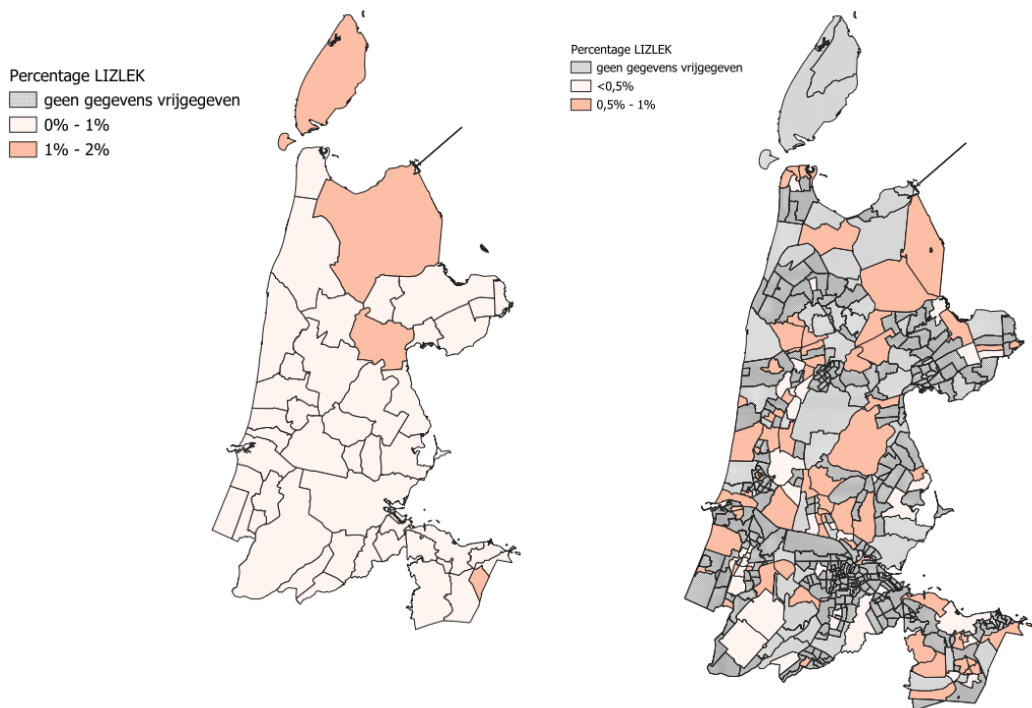 Percentage LIZLEK
geen gegevens vrijgegeven
0% - 1%
1% - 2%
Percentage LIZLEK
geen gegevens vrijgegeven
<0,5%
0,5% - 1%